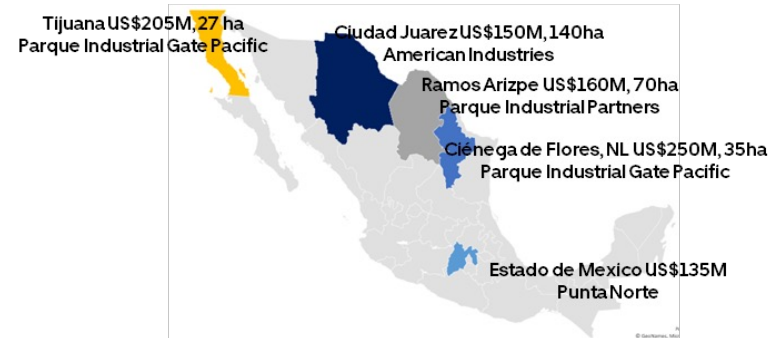 Tijuana US$205M, 27 ha
Parque Industrial Gate Pacific
Ciudad Juarez US$150M, 140ha
American Industries
Ramos Arizpe US$160M, 70ha
Parque Industrial Partners
Ciénega de Flores, NL US$250M, 35ha
Parque Industrial Gate Pacific
Estado de Mexico US$135M
Punta Norte
© GeoNames,